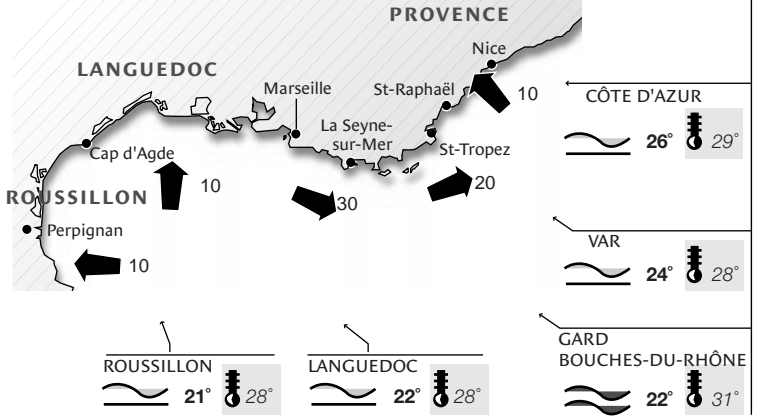 PROVENCE
Nice
LANGUEDOC
Marseille
St-Raphaël
10
CÔTE D'AZUR
26° 29°
La Seyne-
sur-Mer
St-Tropez
Cap d'Agde
10
20
30
ROUSSILLON
Perpignan
10
VAR
24° 28°
ROUSSILLON
21° 28°
LANGUEDOC
22° 28°
GARD
BOUCHES-DU-RHÔNE
22° 31°